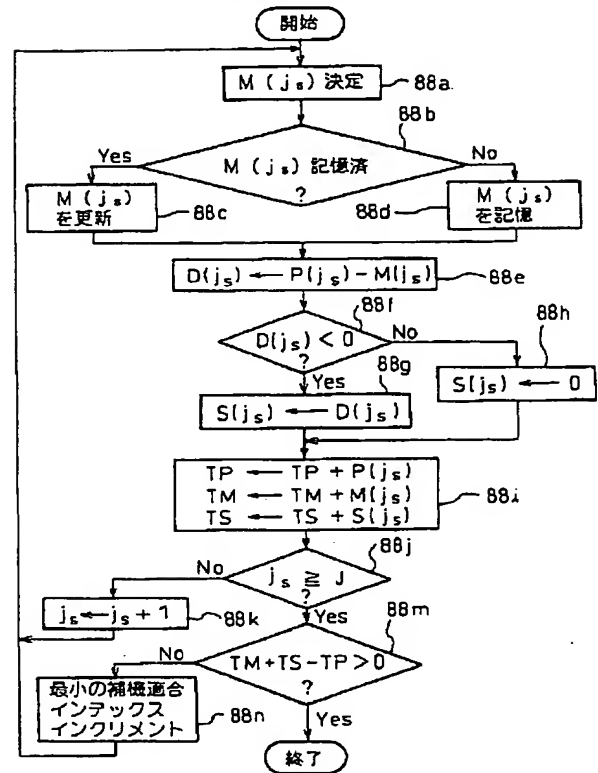 開始
M (js) 決定
88a
88b
Yes
M (js) 記憶済
?
No
M (js)
を更新
88c
88d
M (js)
を記憶
D(js) ← P(js) − M(js)
88e
88f
D(js) < 0
?
No
88h
Yes
88g
S(js) ← D(js)
S(js) ← 0
TP ← TP + P(js)
TM ← TM + M(js)
TS ← TS + S(js)
88i
88j
No
js ≧ J
?
js ← js + 1
88k
Yes
88m
No
TM+TS−TP>0
?
最小の補機適合
インデックス
インクリメント
88n
Yes
終了